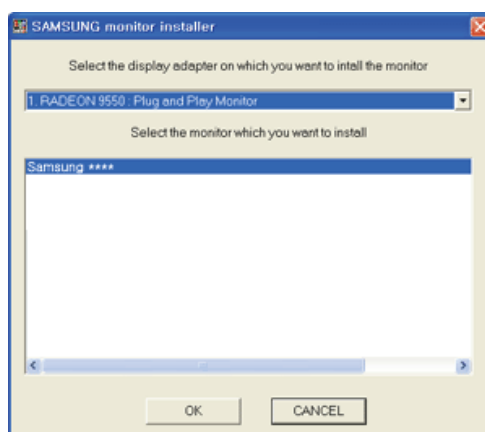 SAMSUNG monitor installer
Select the display adapter on which you want to intall the monitor
1. RADEON 9550 : Plug and Play Monitor
Select the monitor which you want to install
Samsung ****
OK
CANCEL